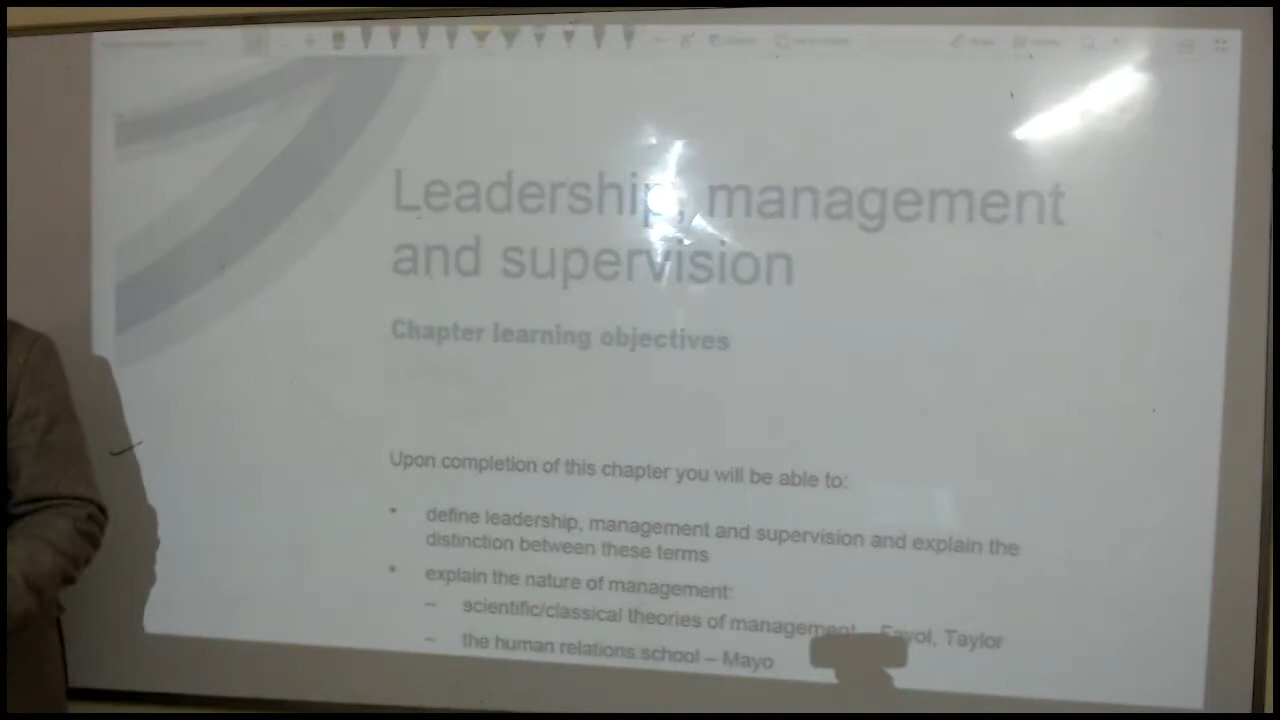 Leadership, management
and supervision
Chapter learning objectives
Upon completion of this chapter you will be able to:
• define leadership, management and supervision and explain the
distinction between these terms
• explain the nature of management:
– scientific/classical theories of management – Fayol, Taylor
– the human relations school – Mayo